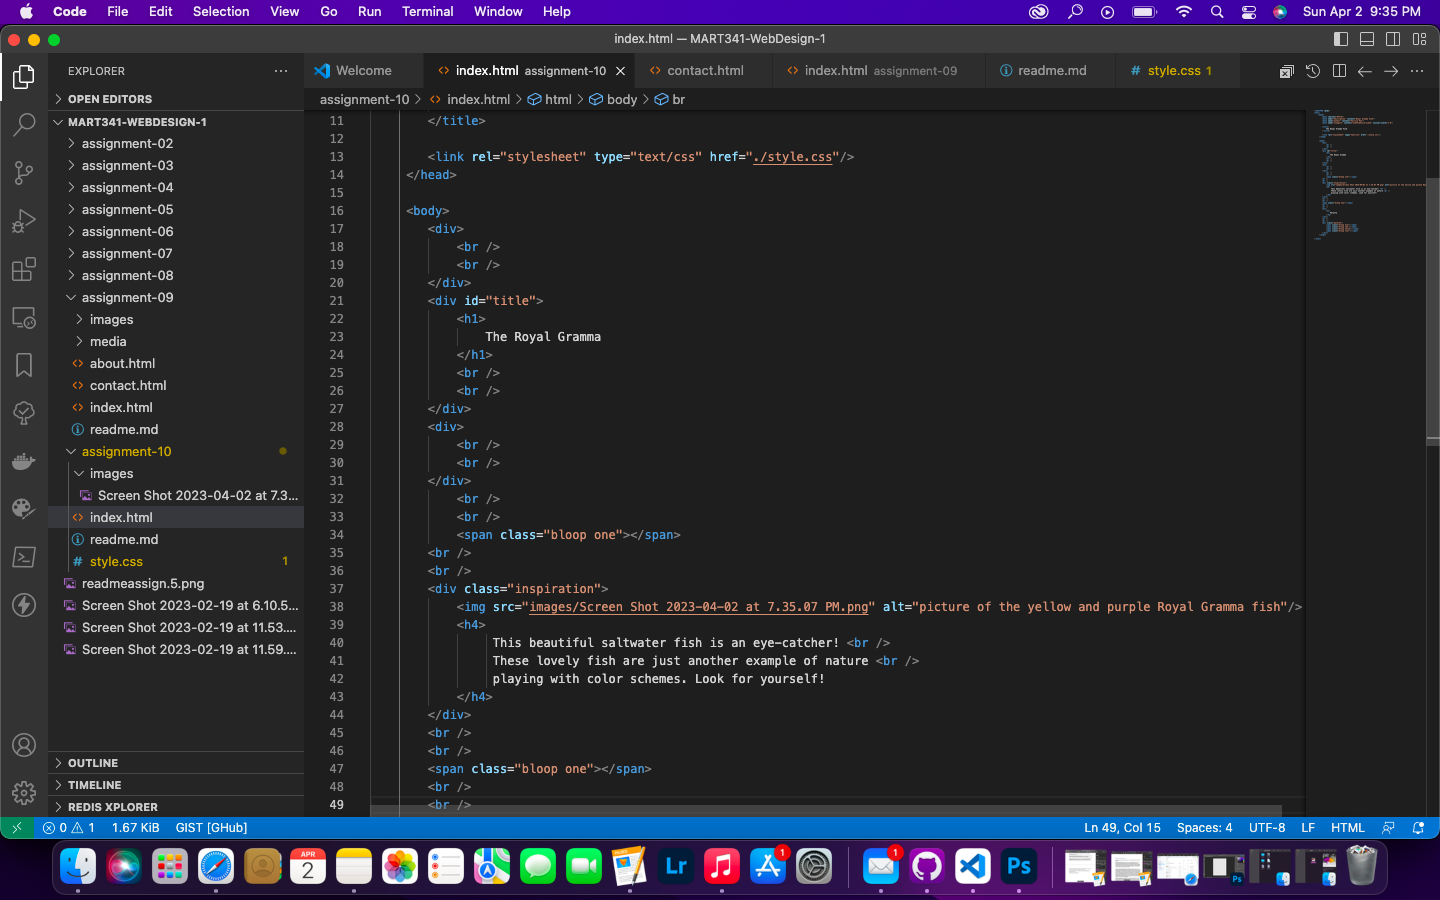 Code File Edit Selection View Go Run Terminal Window Help Sun Apr 2 9:35 PM
index.html — MART341-WebDesign-1
EXPLORER
Welcome
index.html assignment-10
contact.html
index.html assignment-09
readme.md
style.css 1
assignment-10 > index.html > html > body > br
OPEN EDITORS
MART341-WEBDESIGN-1
assignment-02
assignment-03
assignment-04
assignment-05
assignment-06
assignment-07
assignment-08
assignment-09
images
media
about.html
contact.html
index.html
readme.md
assignment-10
images
Screen Shot 2023-04-02 at 7.3...
index.html
readme.md
style.css 1
readmeassign.5.png
Screen Shot 2023-02-19 at 6.10.5...
Screen Shot 2023-02-19 at 11.53....
Screen Shot 2023-02-19 at 11.59....
OUTLINE
TIMELINE
REDIS XPLORER
11 </title>
12
13 <link rel="stylesheet" type="text/css" href="./style.css"/>
14 </head>
15
16 <body>
17 <div>
18 <br />
19 <br />
20 </div>
21 <div id="title">
22 <h1>
23 The Royal Gramma
24 </h1>
25 <br />
26 <br />
27 </div>
28 <div>
29 <br />
30 <br />
31 </div>
32 <br />
33 <br />
34 <span class="bloop one"></span>
35 <br />
36 <br />
37 <div class="inspiration">
38 <img src="images/Screen Shot 2023-04-02 at 7.35.07 PM.png" alt="picture of the yellow and purple Royal Gramma fish"/>
39 <h4>
40 This beautiful saltwater fish is an eye-catcher! <br />
41 These lovely fish are just another example of nature <br />
42 playing with color schemes. Look for yourself!
43 </h4>
44 </div>
45 <br />
46 <br />
47 <span class="bloop one"></span>
48 <br />
49 <br />
0 1 1.67 KiB GIST [GHub] Ln 49, Col 15 Spaces: 4 UTF-8 LF HTML
APR
2
Lr
1
1
Ps